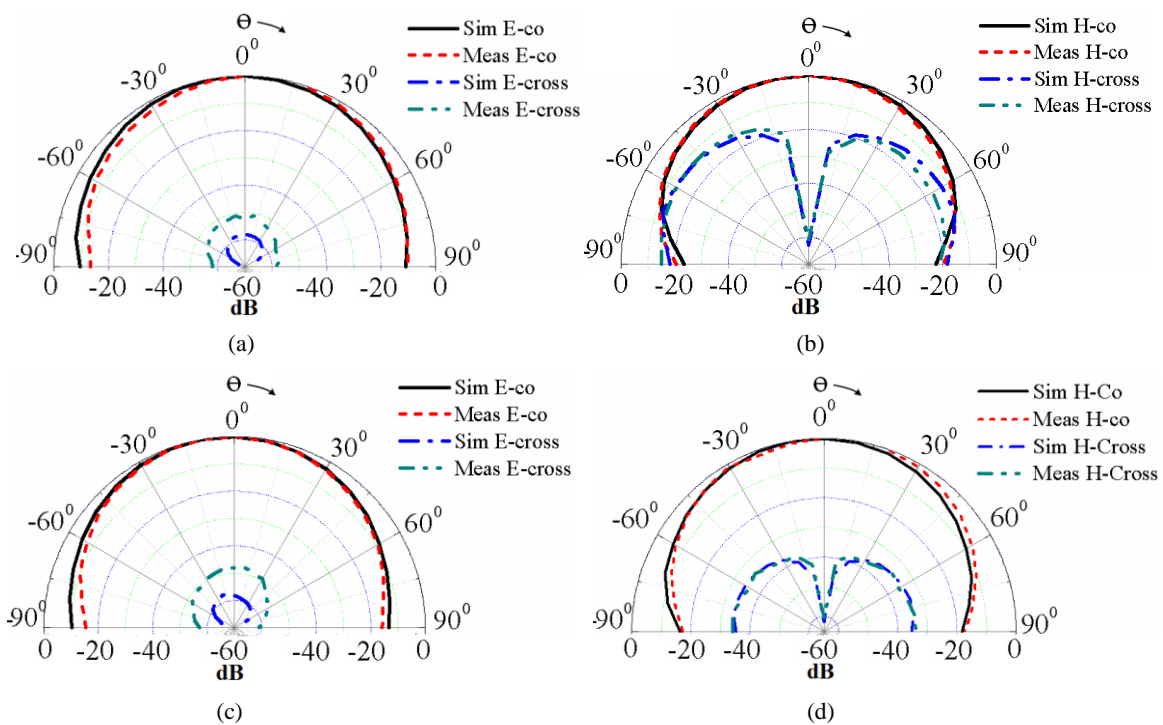 Sim E-co
Meas E-co
Sim E-cross
Meas E-cross
Θ
0⁰
-30⁰
30⁰
-60⁰
60⁰
-90⁰
90⁰
0 -20 -40 -60 -40 -20 0
dB
(a)
Sim H-co
Meas H-co
Sim H-cross
Meas H-cross
Θ
0⁰
-30⁰
30⁰
-60⁰
60⁰
-90⁰
90⁰
0 -20 -40 -60 -40 -20 0
dB
(b)
Sim E-co
Meas E-co
Sim E-cross
Meas E-cross
Θ
0⁰
-30⁰
30⁰
-60⁰
60⁰
-90⁰
90⁰
0 -20 -40 -60 -40 -20 0
dB
(c)
Sim H-Co
Meas H-co
Sim H-Cross
Meas H-Cross
Θ
0⁰
-30⁰
30⁰
-60⁰
60⁰
-90⁰
90⁰
0 -20 -40 -60 -40 -20 0
dB
(d)